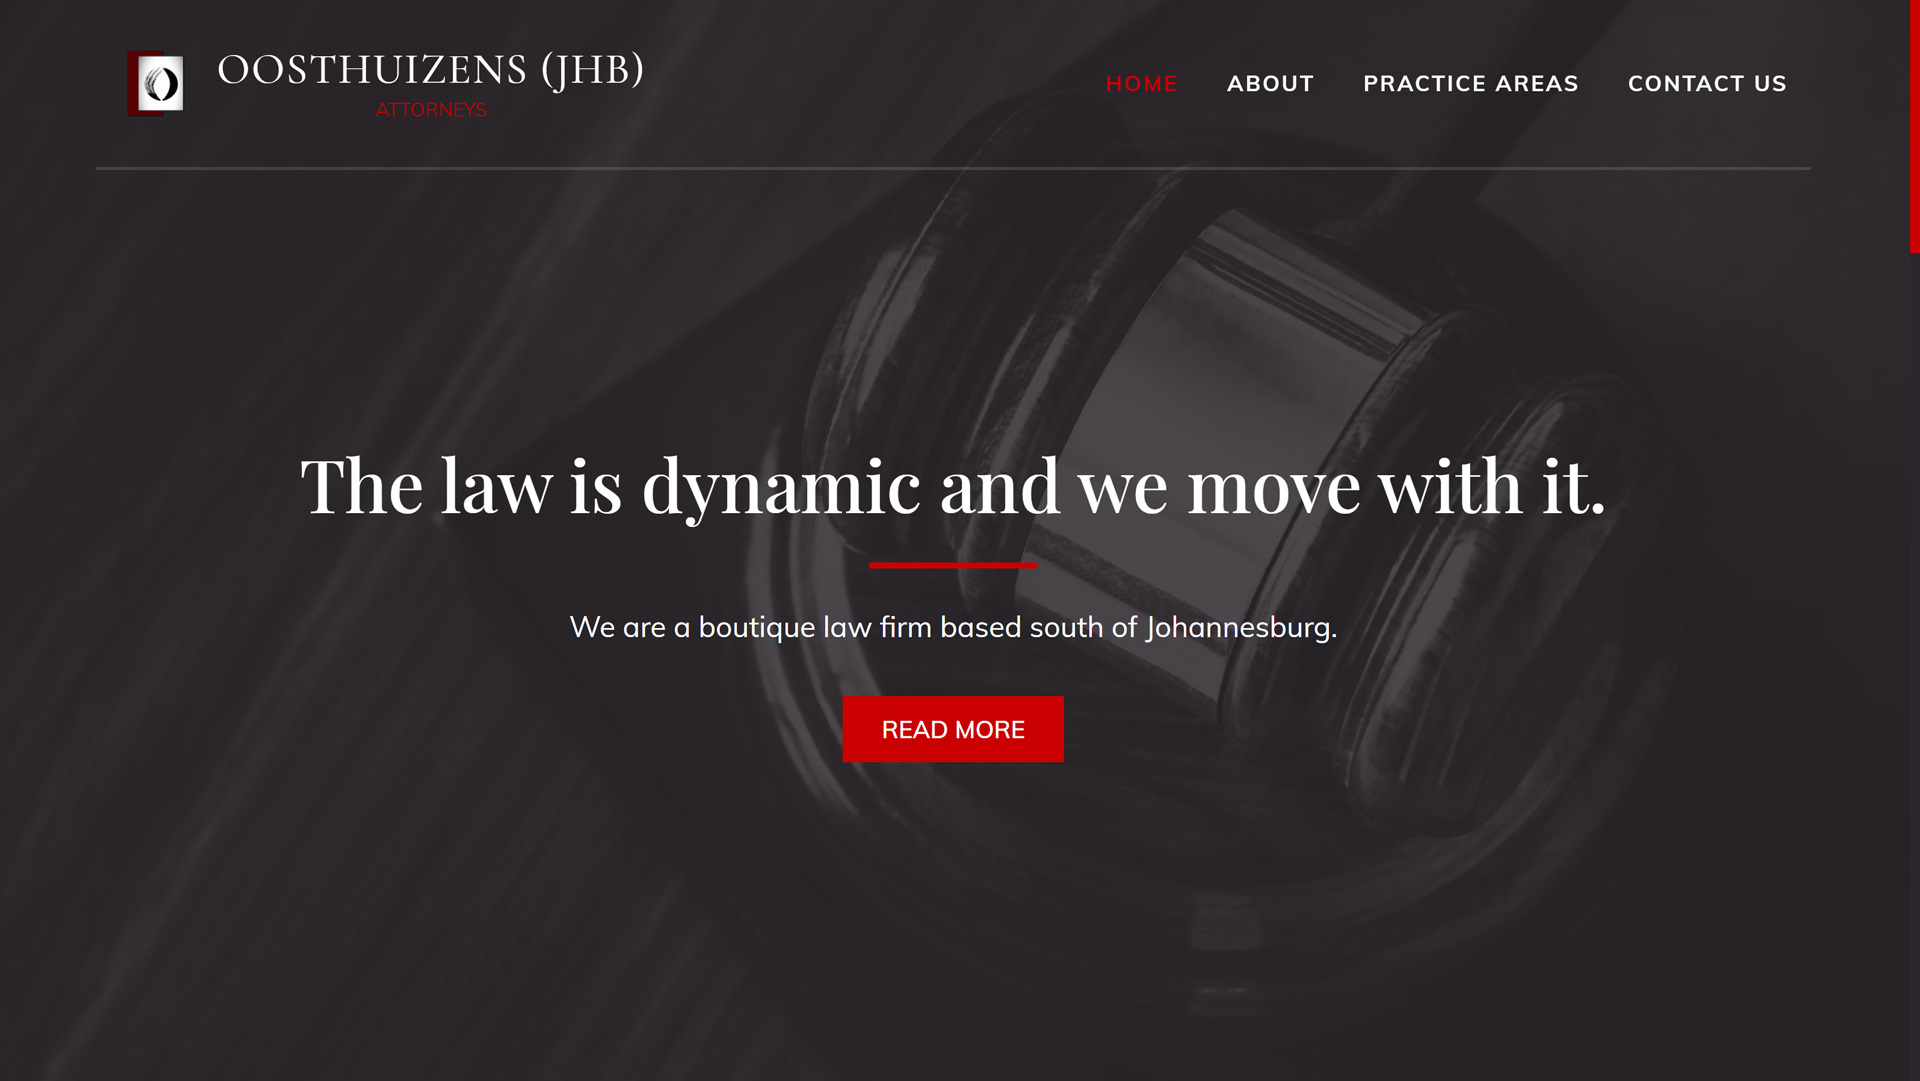 OOSTHUIZENS (JHB)
ATTORNEYS
HOME ABOUT PRACTICE AREAS CONTACT US
The law is dynamic and we move with it.
We are a boutique law firm based south of Johannesburg.
READ MORE